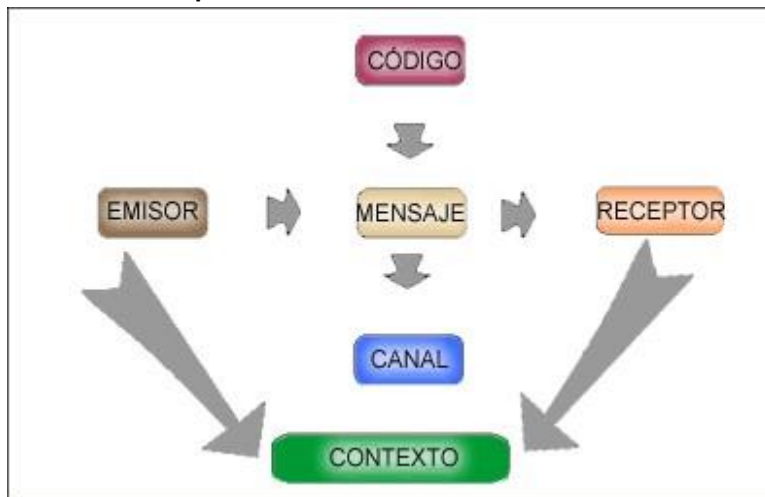 CÓDIGO
EMISOR
MENSAJE
RECEPTOR
CANAL
CONTEXTO